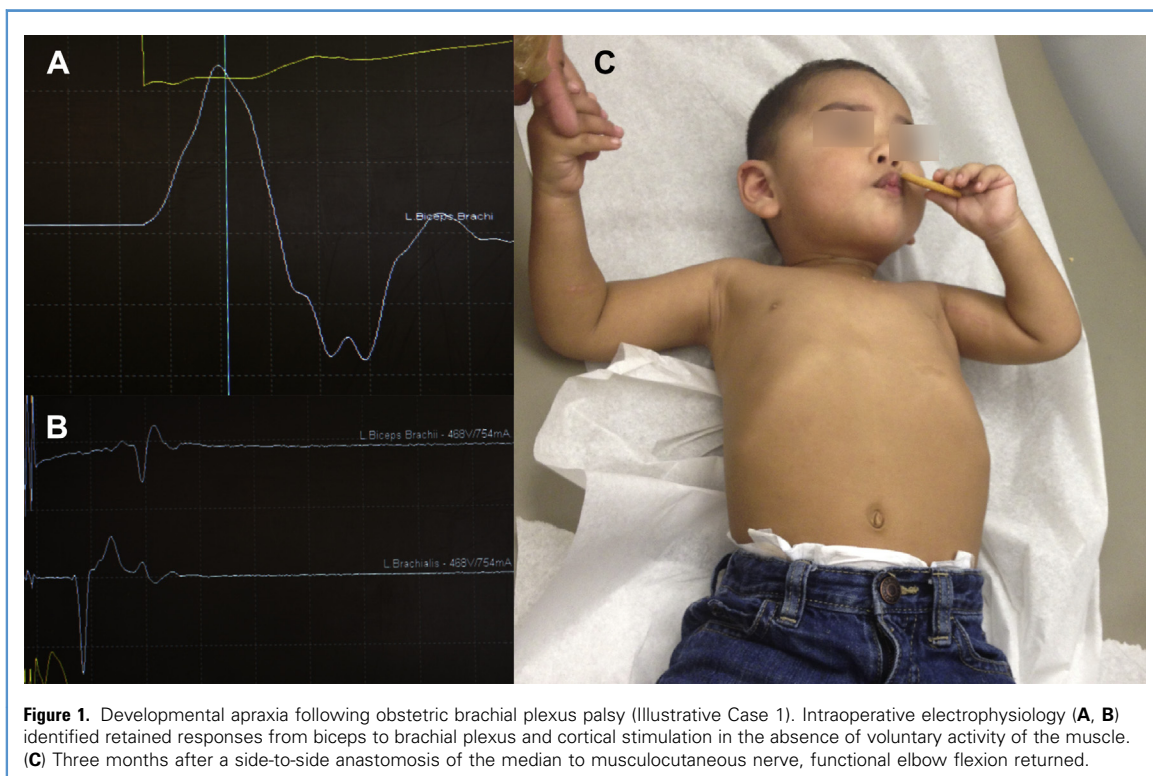 A
L.Biceps Brachi
B
L.Biceps Brachii - 468V/754mA
L.Brachialis - 468V/754mA
C
Figure 1. Developmental apraxia following obstetric brachial plexus palsy (Illustrative Case 1). Intraoperative electrophysiology (A, B)
identified retained responses from biceps to brachial plexus and cortical stimulation in the absence of voluntary activity of the muscle.
(C) Three months after a side-to-side anastomosis of the median to musculocutaneous nerve, functional elbow flexion returned.